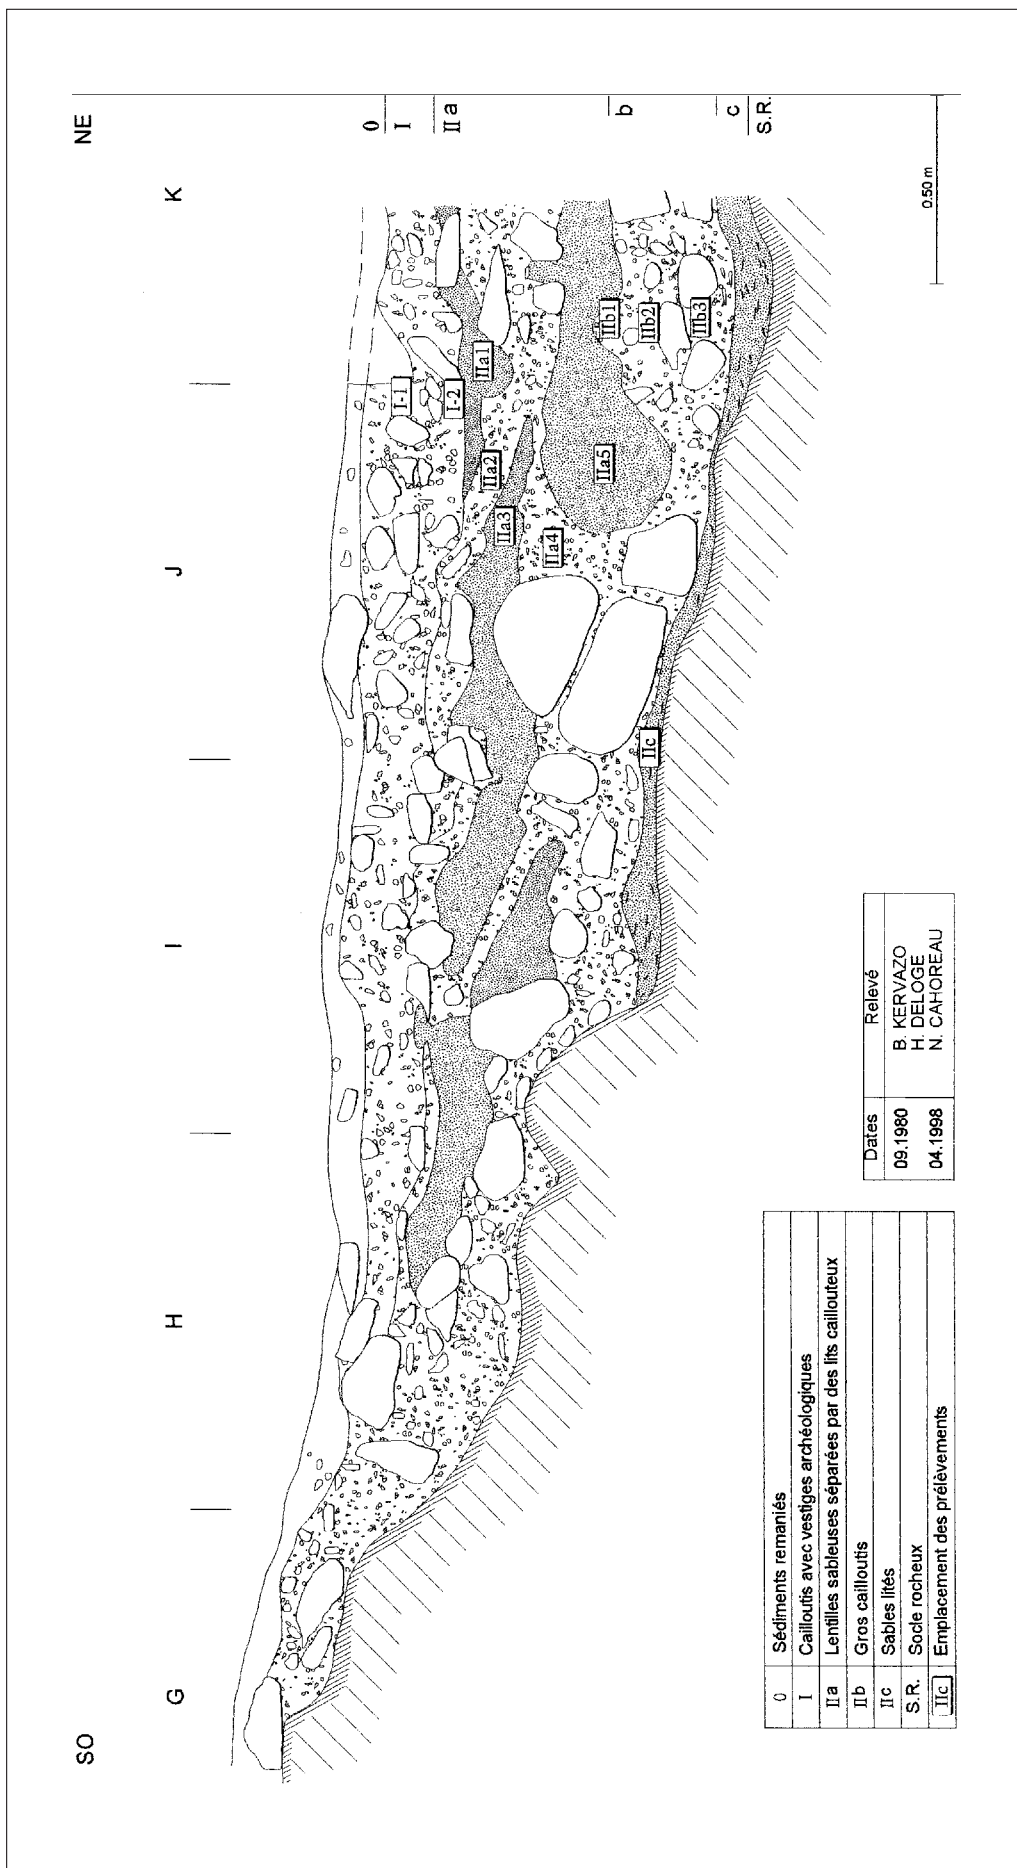 SO
NE
G
H
I
J
K
0
I
II a
b
c
S.R.
I-1
I-2
IIa1
IIa2
IIa3
IIa4
IIa5
IIb1
IIb2
IIb3
IIc
0.50 m
0 Sédiments remaniés
I Cailloutis avec vestiges archéologiques
II a Lentilles sableuses séparées par des lits caillouteux
II b Gros cailloutis
II c Sables lités
S.R. Socle rocheux
IIc Emplacement des prélèvements
Dates Relevé
09.1980 B. KERVAZO
H. DELOGE
04.1998 N. CAHOREAU